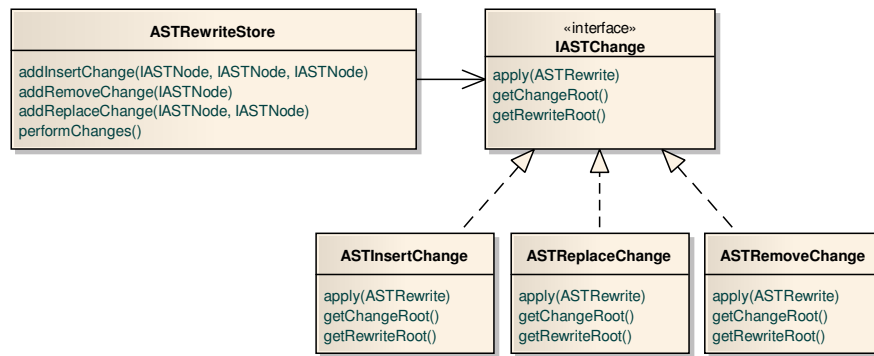 ASTRewriteStore
addInsertChange(IASTNode, IASTNode, IASTNode)
addRemoveChange(IASTNode)
addReplaceChange(IASTNode, IASTNode)
performChanges()
«interface»
IASTChange
apply(ASTRewrite)
getChangeRoot()
getRewriteRoot()
ASTInsertChange
apply(ASTRewrite)
getChangeRoot()
getRewriteRoot()
ASTReplaceChange
apply(ASTRewrite)
getChangeRoot()
getRewriteRoot()
ASTRemoveChange
apply(ASTRewrite)
getChangeRoot()
getRewriteRoot()